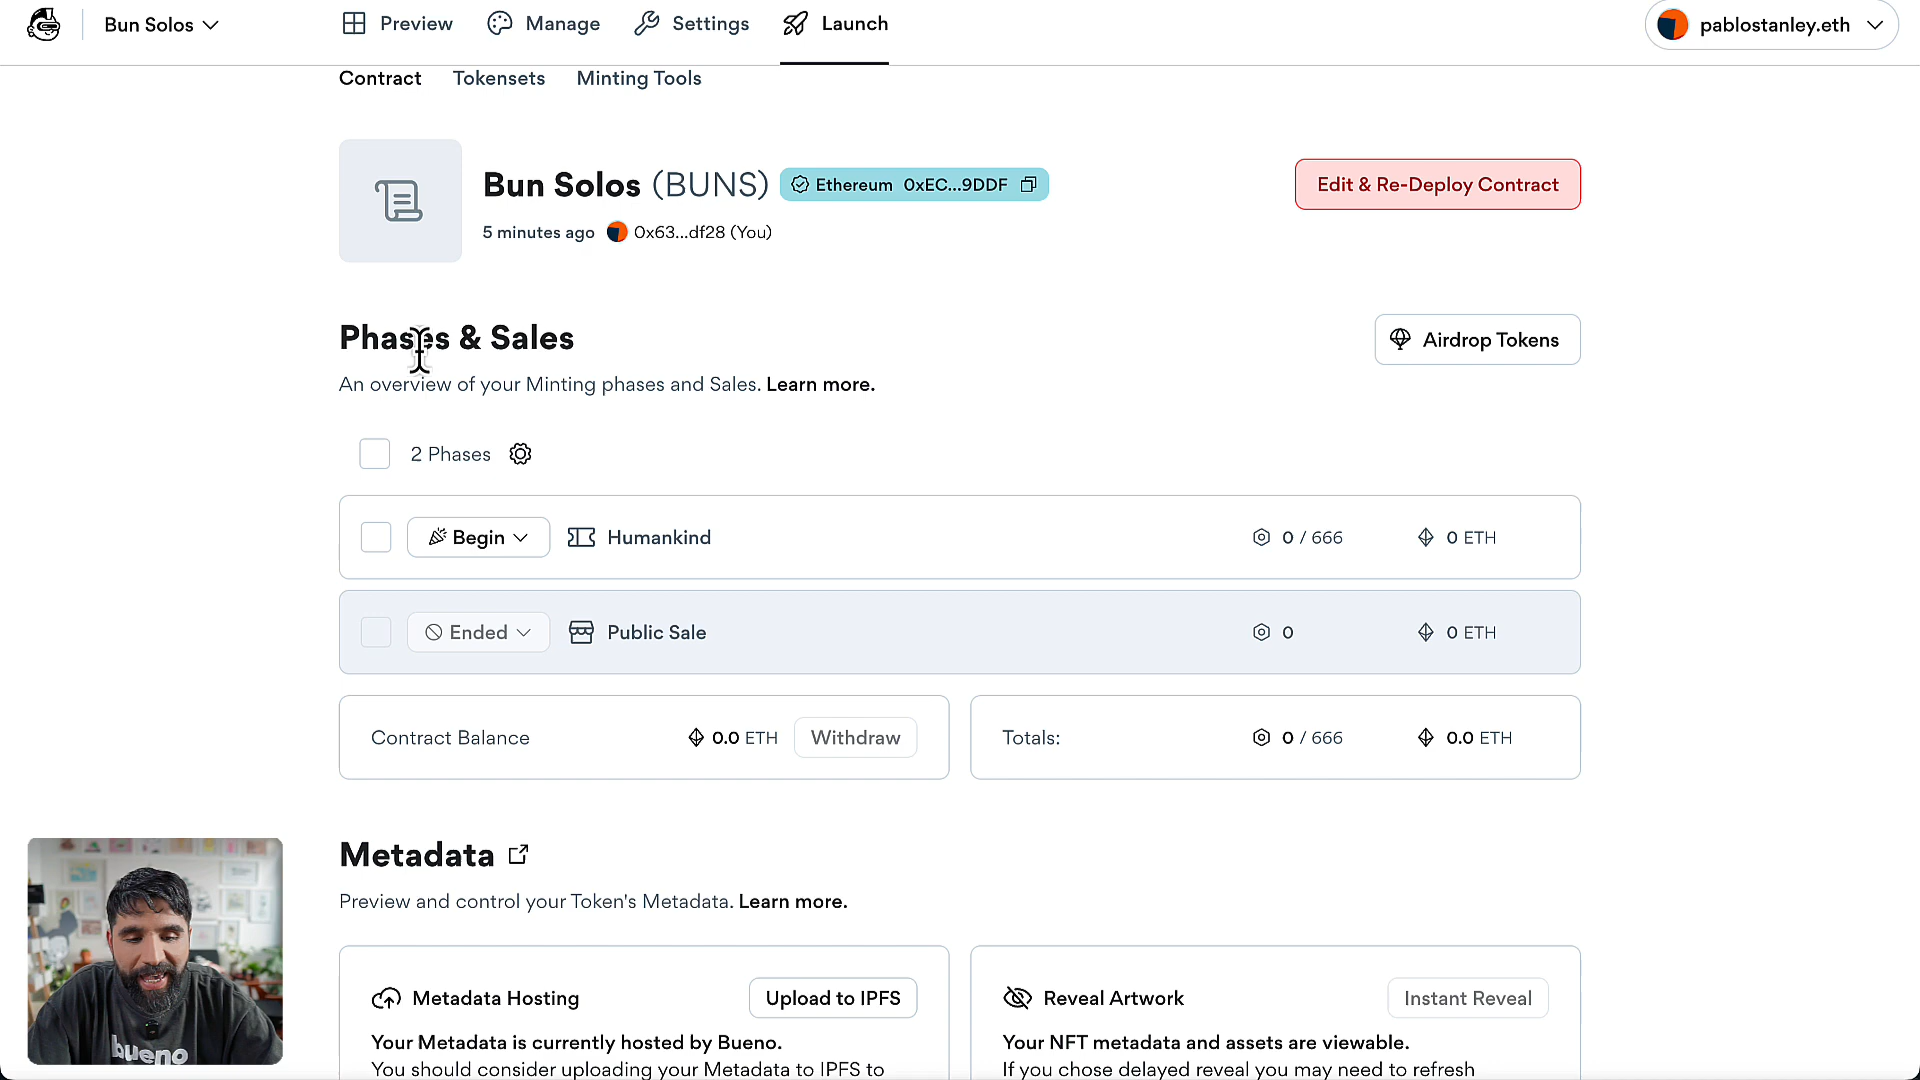 Bun Solos
Preview
Manage
Settings
Launch
pablostanley.eth
Contract
Tokensets
Minting Tools
Bun Solos (BUNS)
Ethereum 0xEC...9DDF
Edit & Re-Deploy Contract
5 minutes ago
0x63...df28 (You)
Phases & Sales
Airdrop Tokens
An overview of your Minting phases and Sales. Learn more.
2 Phases
Begin
Humankind
0 / 666
0 ETH
Ended
Public Sale
0
0 ETH
Contract Balance
0.0 ETH
Withdraw
Totals:
0 / 666
0.0 ETH
Metadata
Preview and control your Token's Metadata. Learn more.
Metadata Hosting
Upload to IPFS
Reveal Artwork
Instant Reveal
Your Metadata is currently hosted by Bueno.
You should consider uploading your Metadata to IPFS to
Your NFT metadata and assets are viewable.
If you chose delayed reveal you may need to refresh
bueno